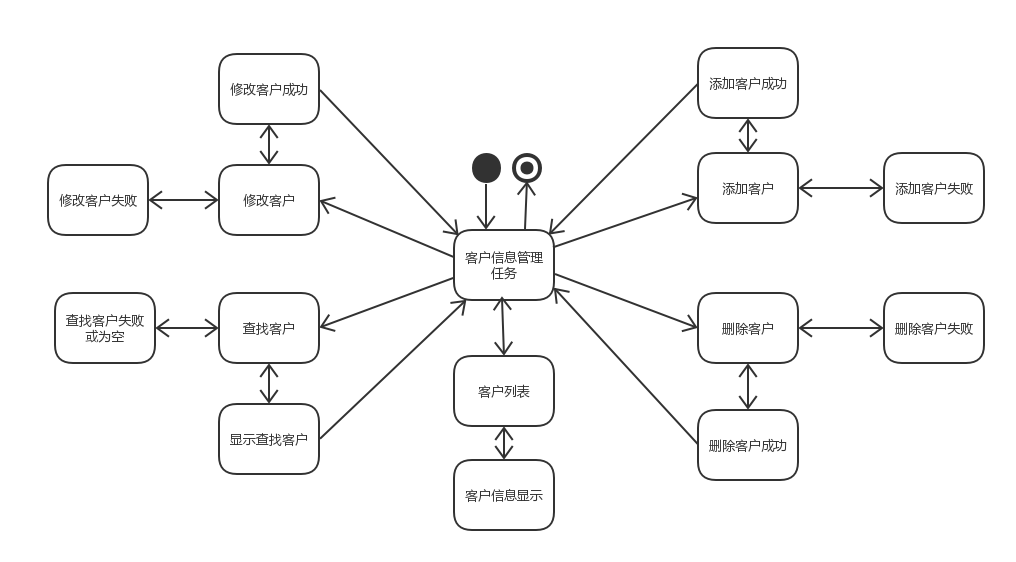 修改客户成功
添加客户成功
修改客户失败
修改客户
添加客户
添加客户失败
客户信息管理
任务
查找客户失败
或为空
查找客户
删除客户
删除客户失败
客户列表
显示查找客户
删除客户成功
客户信息显示